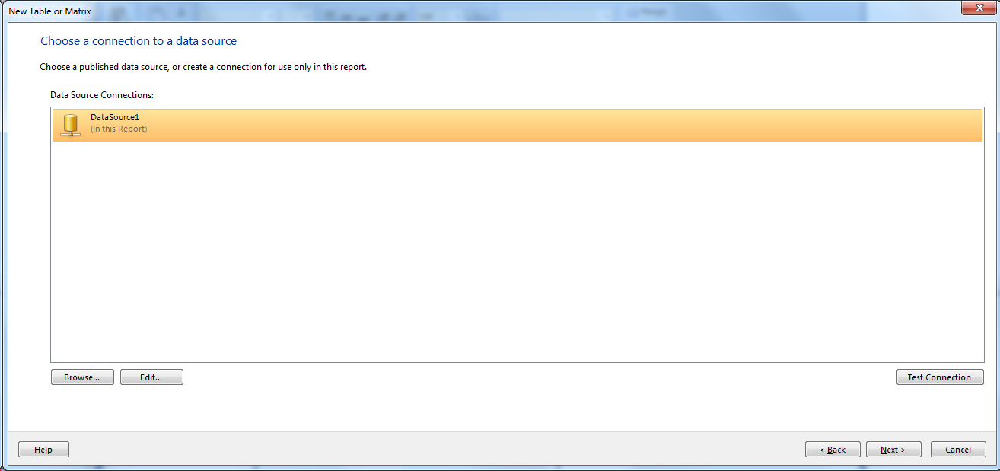 New Table or Matrix
Choose a connection to a data source
Choose a published data source, or create a connection for use only in this report.
Data Source Connections:
DataSource1
(in this Report)
Browse...
Edit...
Test Connection
Help
< Back
Next >
Cancel